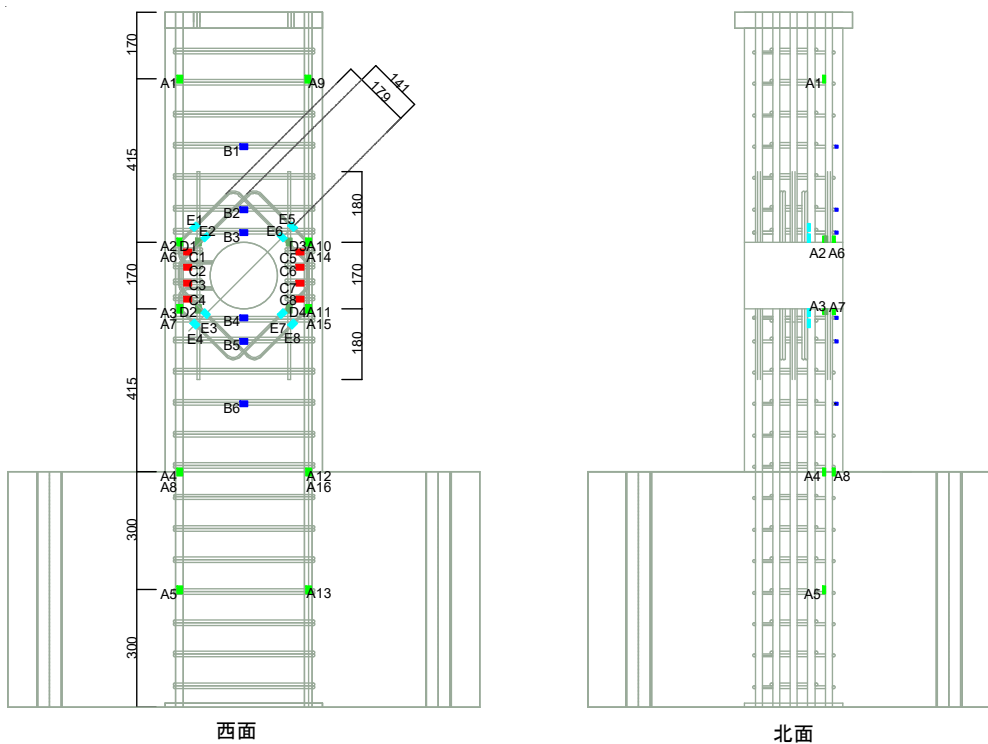 170
A1
A9
A1
141
179
415
B1
180
E1
E5
B2
E2
E6
B3
A2
D1
D3
A10
A2
A6
A6
C1
C5
A14
170
C2
C6
170
C3
C7
C4
C8
A3
D2
D4
A11
A3
A7
A7
E3
B4
E7
A15
E4
B5
E8
180
415
B6
A4
A12
A4
A8
A8
A16
300
A5
A13
A5
300
西面
北面